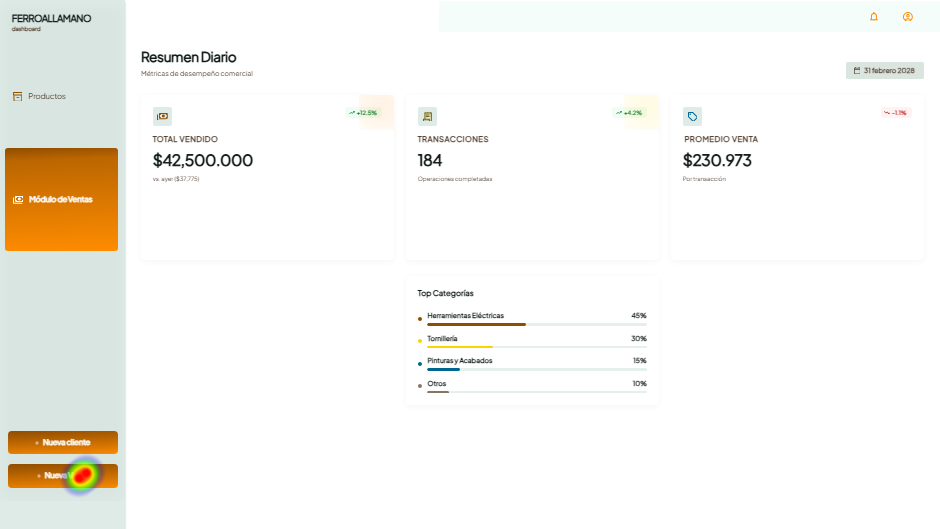 FERROALLAMANO
dashboard
Productos
Módulo de Ventas
Nueva cliente
Nueva
Resumen Diario
Métricas de desempeño comercial
31 febrero 2028
+12.5%
TOTAL VENDIDO
$42,500.000
vs. ayer ($37.775)
+4.2%
TRANSACCIONES
184
Operaciones completadas
-1.1%
PROMEDIO VENTA
$230.973
Por transacción
Top Categorías
Herramientas Eléctricas 45%
Tornillería 30%
Pinturas y Acabados 15%
Otros 10%